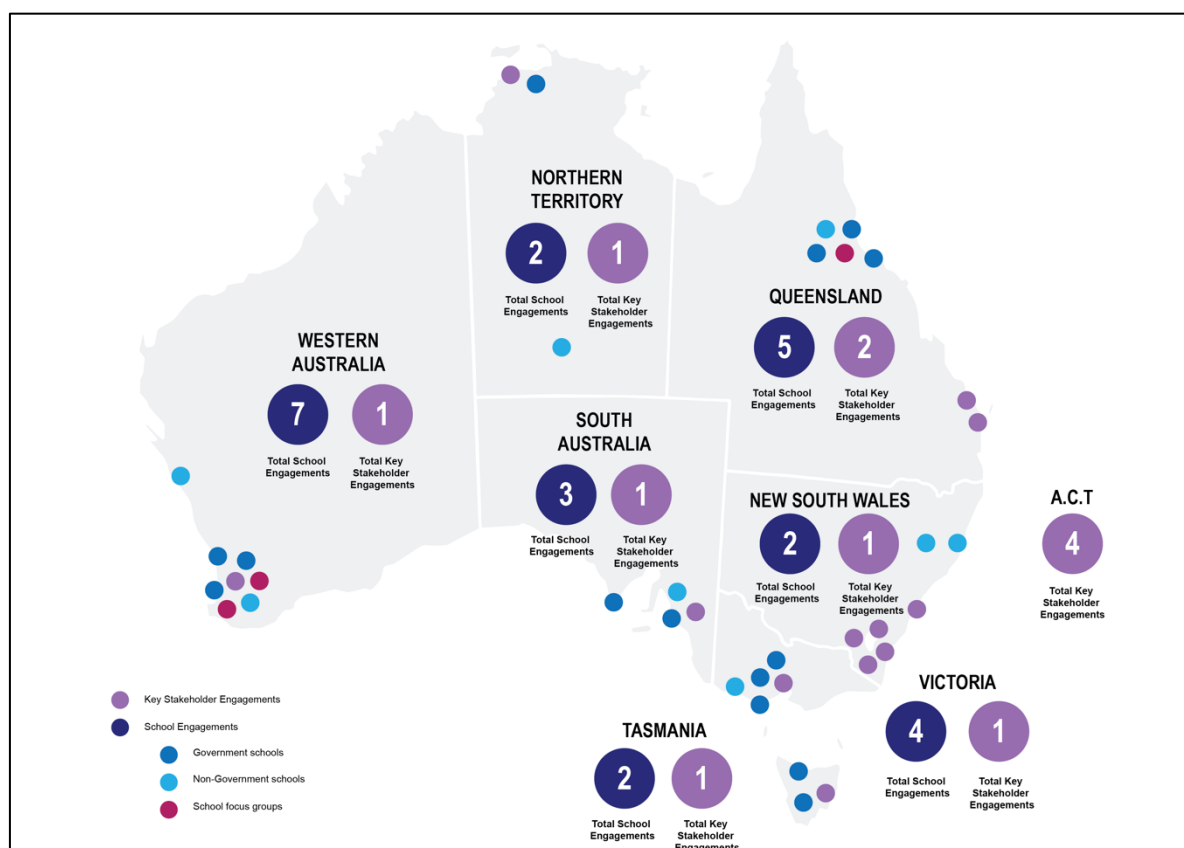 NORTHERN
TERRITORY
2
1
Total School
Engagements
Total Key
Stakeholder
Engagements
QUEENSLAND
5
2
Total School
Engagements
Total Key
Stakeholder
Engagements
WESTERN
AUSTRALIA
7
1
Total School
Engagements
Total Key
Stakeholder
Engagements
SOUTH
AUSTRALIA
3
1
Total School
Engagements
Total Key
Stakeholder
Engagements
NEW SOUTH WALES
2
1
Total School
Engagements
Total Key
Stakeholder
Engagements
A.C.T
4
Total Key
Stakeholder
Engagements
VICTORIA
4
1
Total School
Engagements
Total Key
Stakeholder
Engagements
TASMANIA
2
1
Total School
Engagements
Total Key
Stakeholder
Engagements
Key Stakeholder Engagements
School Engagements
Government schools
Non-Government schools
School focus groups